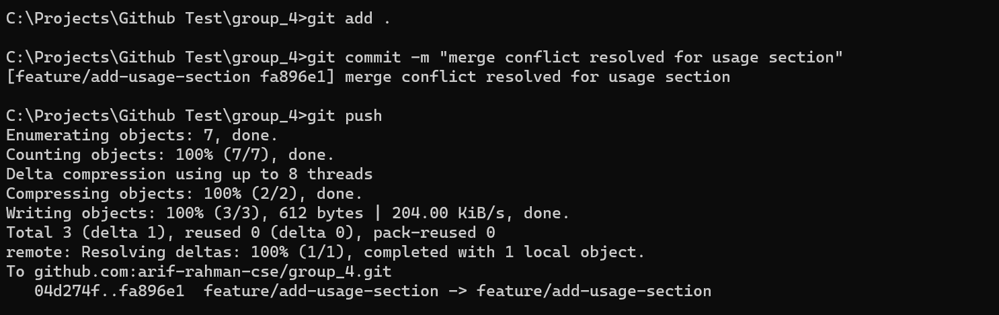 C:\Projects\Github Test\group_4>git add .
C:\Projects\Github Test\group_4>git commit -m "merge conflict resolved for usage section"
[feature/add-usage-section fa896e1] merge conflict resolved for usage section
C:\Projects\Github Test\group_4>git push
Enumerating objects: 7, done.
Counting objects: 100% (7/7), done.
Delta compression using up to 8 threads
Compressing objects: 100% (2/2), done.
Writing objects: 100% (3/3), 612 bytes | 204.00 KiB/s, done.
Total 3 (delta 1), reused 0 (delta 0), pack-reused 0
remote: Resolving deltas: 100% (1/1), completed with 1 local object.
To github.com:arif-rahman-cse/group_4.git
   04d274f..fa896e1  feature/add-usage-section -> feature/add-usage-section